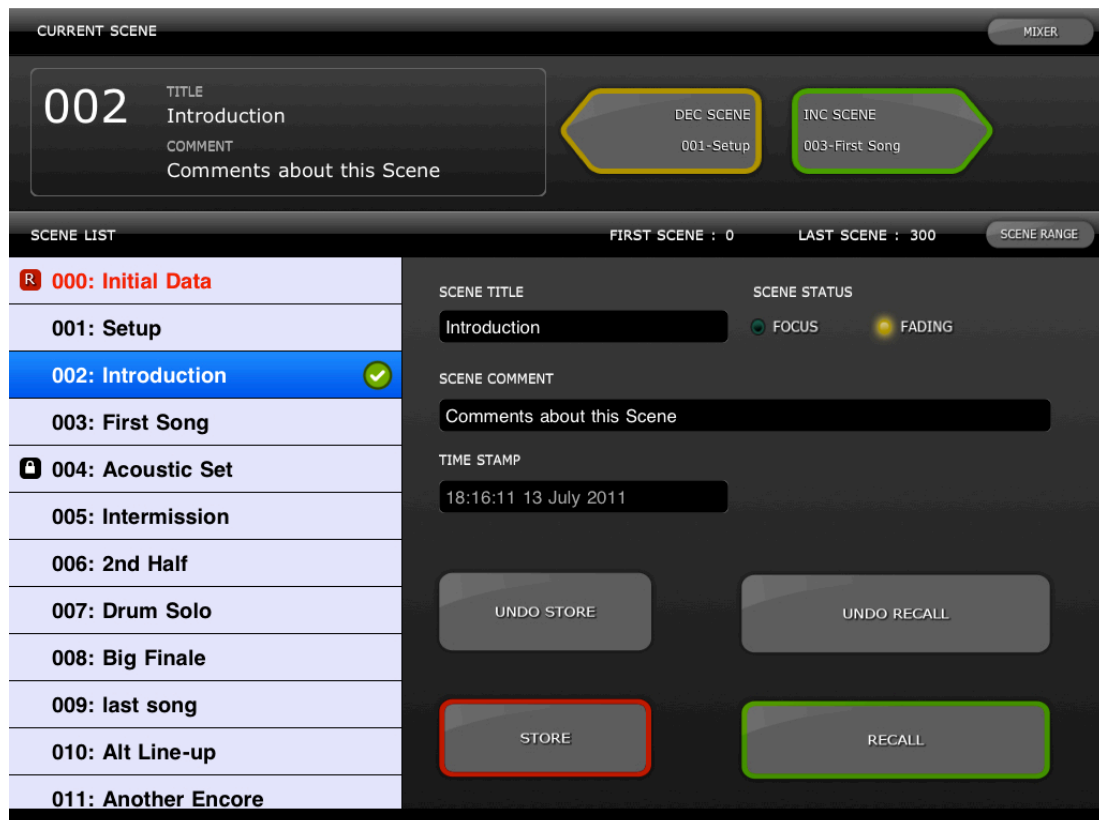 CURRENT SCENE MIXER
002
TITLE
Introduction
COMMENT
Comments about this Scene
DEC SCENE
001-Setup
INC SCENE
003-First Song
SCENE LIST FIRST SCENE : 0 LAST SCENE : 300 SCENE RANGE
R 000: Initial Data
001: Setup
002: Introduction
003: First Song
004: Acoustic Set
005: Intermission
006: 2nd Half
007: Drum Solo
008: Big Finale
009: last song
010: Alt Line-up
011: Another Encore
SCENE TITLE
Introduction
SCENE STATUS
FOCUS FADING
SCENE COMMENT
Comments about this Scene
TIME STAMP
18:16:11 13 July 2011
UNDO STORE UNDO RECALL
STORE RECALL